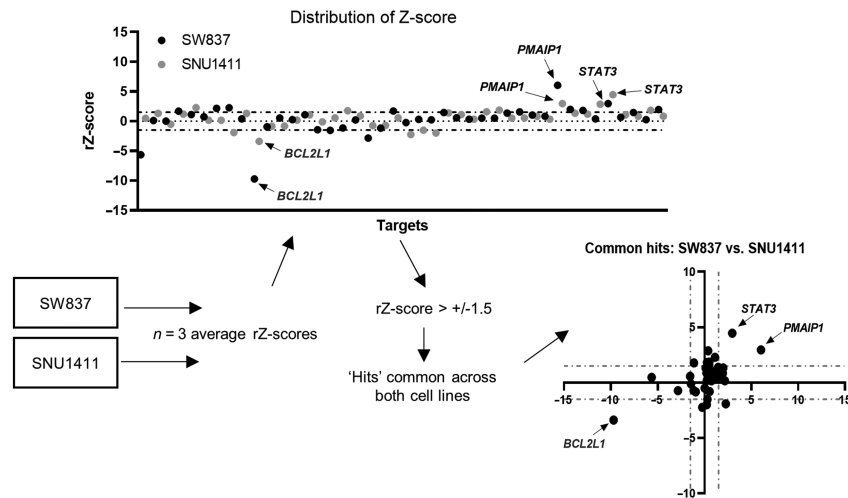 Distribution of Z-score
15
10
5
0
−5
−10
−15
rZ-score
SW837
SNU1411
PMAIP1
PMAIP1
STAT3
STAT3
BCL2L1
BCL2L1
Targets
SW837
SNU1411
n = 3 average rZ-scores
rZ-score > +/-1.5
‘Hits’ common across
both cell lines
Common hits: SW837 vs. SNU1411
10
5
−5
−10
−15
−10
−5
5
10
15
STAT3
PMAIP1
BCL2L1